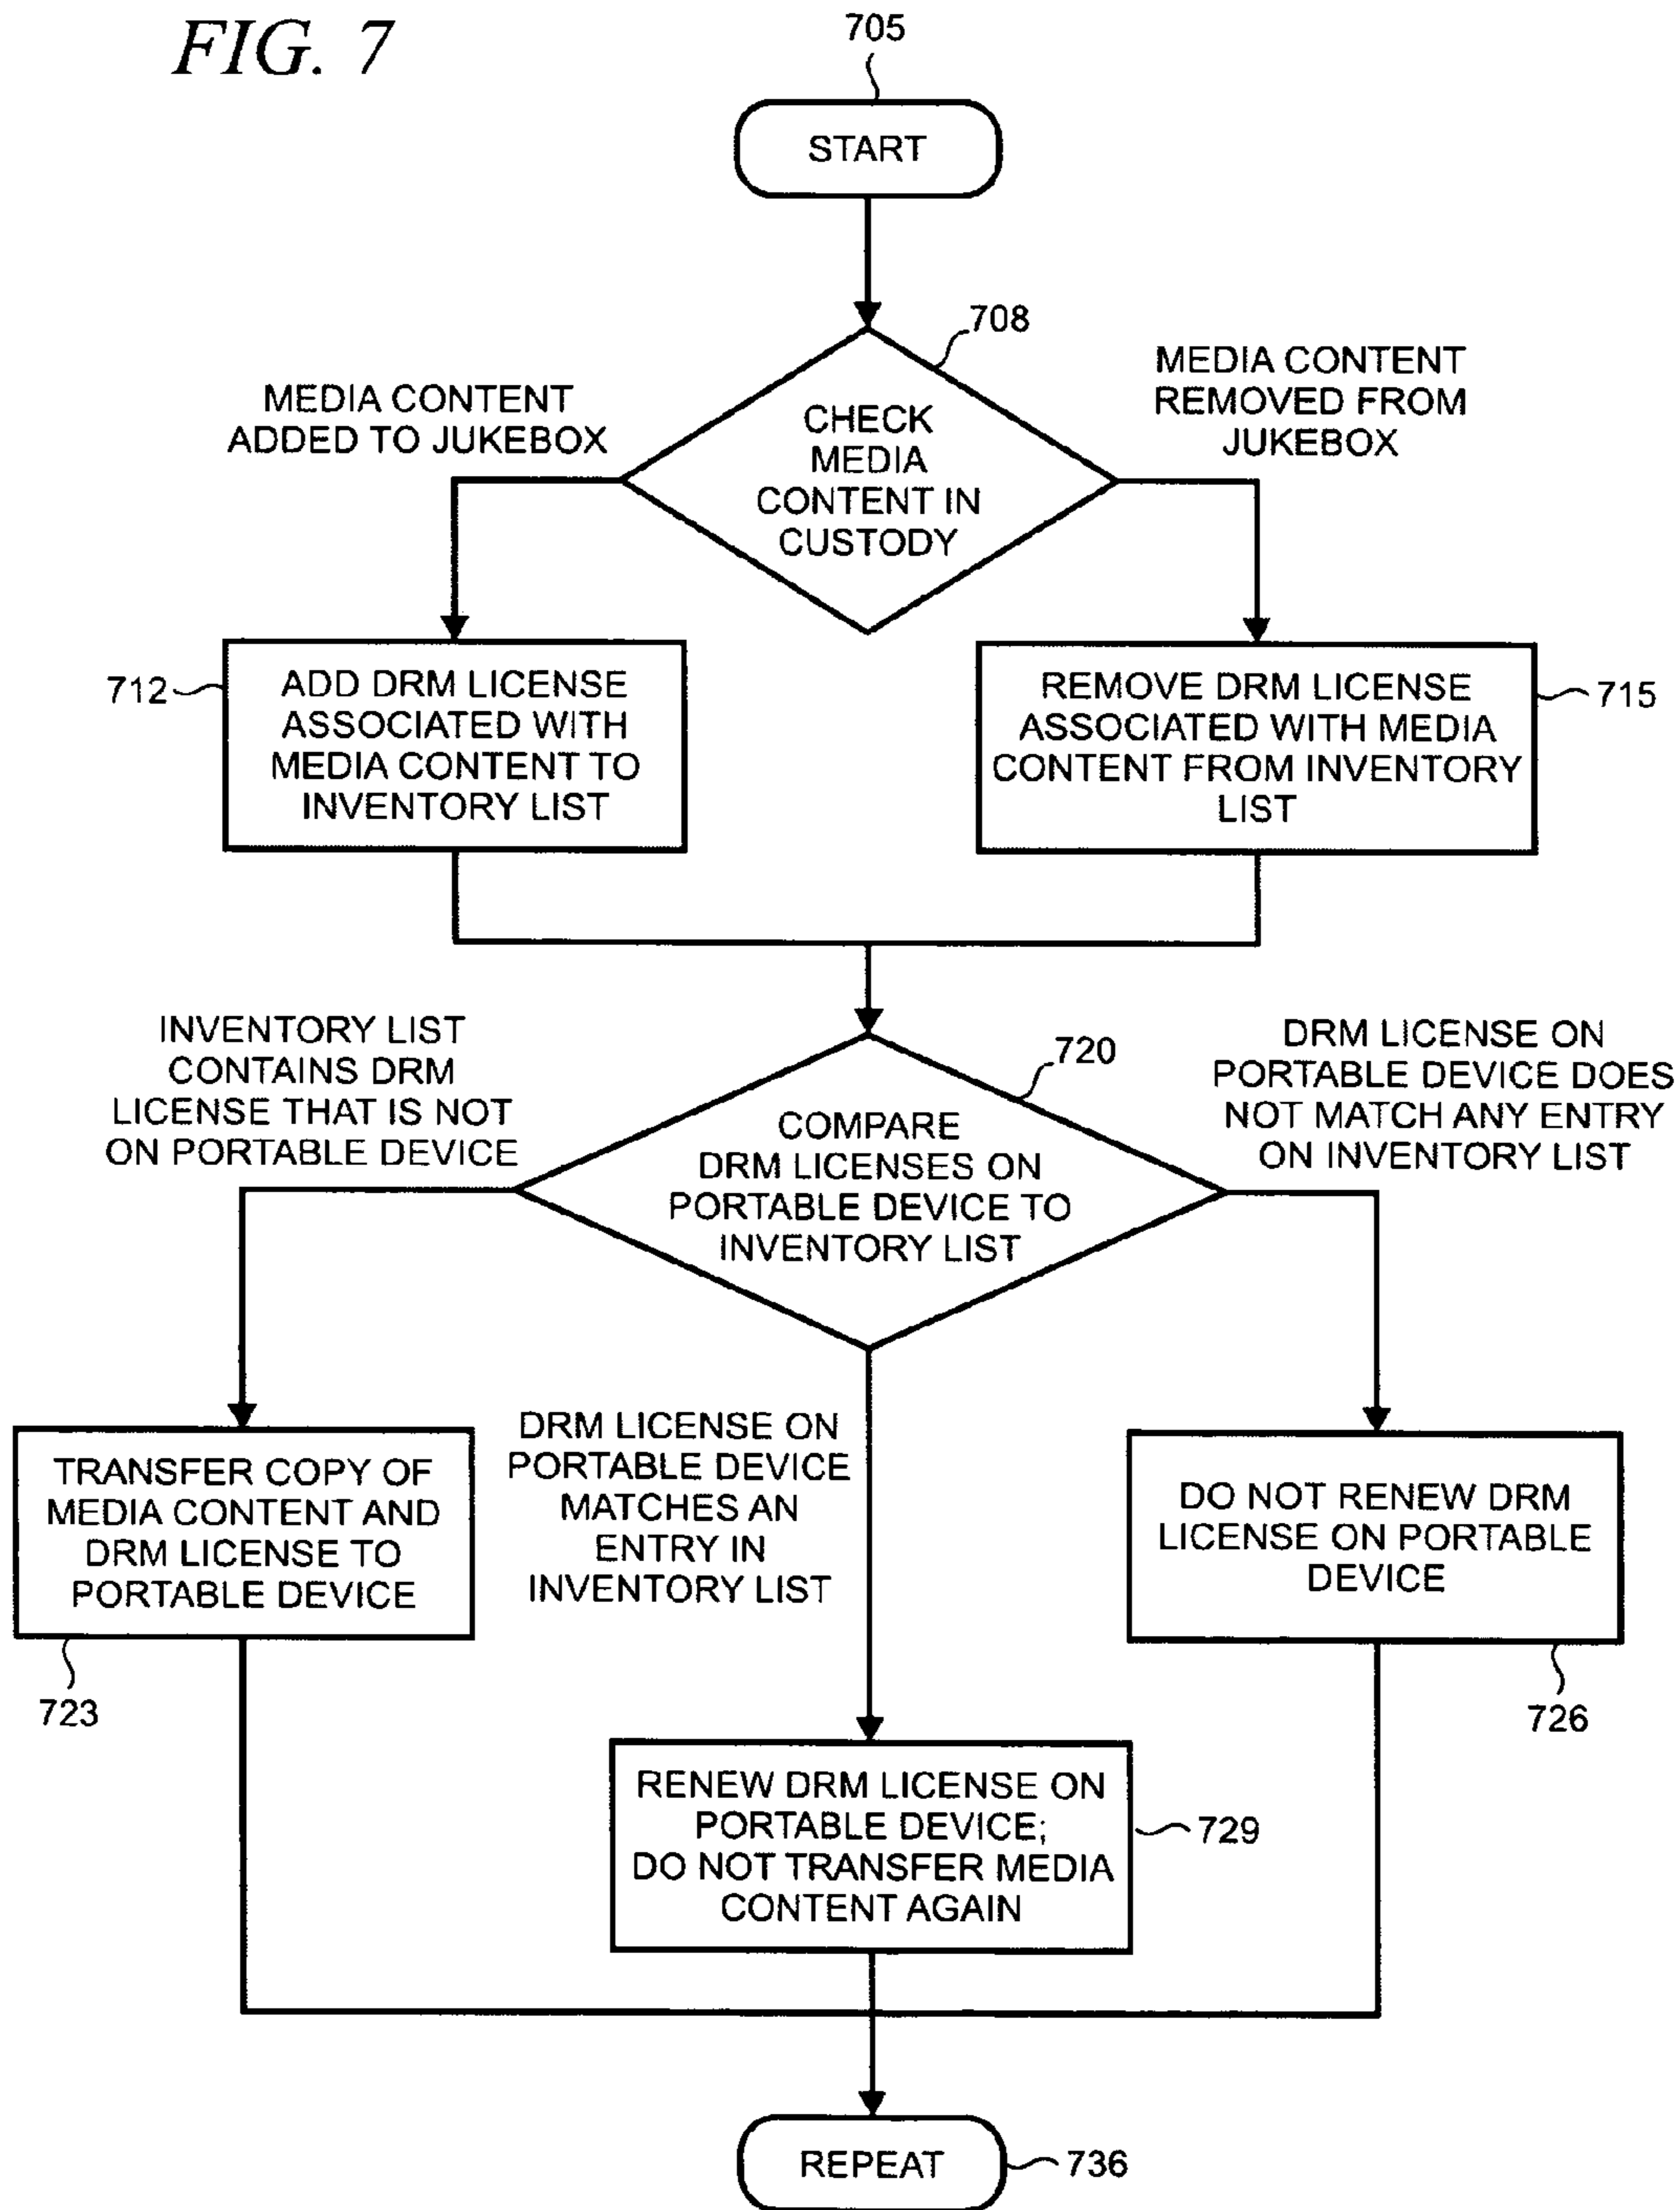 FIG. 7
705
START
708
MEDIA CONTENT
ADDED TO JUKEBOX
CHECK
MEDIA
CONTENT IN
CUSTODY
MEDIA CONTENT
REMOVED FROM
JUKEBOX
712
ADD DRM LICENSE
ASSOCIATED WITH
MEDIA CONTENT TO
INVENTORY LIST
REMOVE DRM LICENSE
ASSOCIATED WITH MEDIA
CONTENT FROM INVENTORY
LIST
715
INVENTORY LIST
CONTAINS DRM
LICENSE THAT IS NOT
ON PORTABLE DEVICE
720
COMPARE
DRM LICENSES ON
PORTABLE DEVICE TO
INVENTORY LIST
DRM LICENSE ON
PORTABLE DEVICE DOES
NOT MATCH ANY ENTRY
ON INVENTORY LIST
TRANSFER COPY OF
MEDIA CONTENT AND
DRM LICENSE TO
PORTABLE DEVICE
723
DRM LICENSE ON
PORTABLE DEVICE
MATCHES AN
ENTRY IN
INVENTORY LIST
DO NOT RENEW DRM
LICENSE ON PORTABLE
DEVICE
726
RENEW DRM LICENSE ON
PORTABLE DEVICE;
DO NOT TRANSFER MEDIA
CONTENT AGAIN
729
REPEAT
736